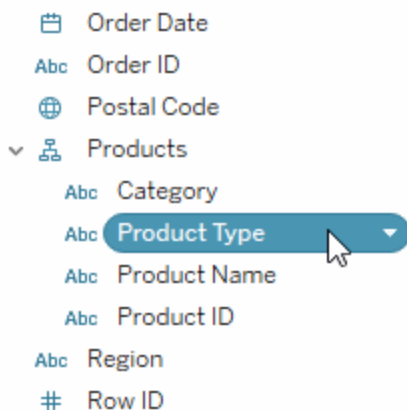 Order Date
Abc Order ID
Postal Code
Products
Abc Category
Abc Product Type
Abc Product Name
Abc Product ID
Abc Region
# Row ID